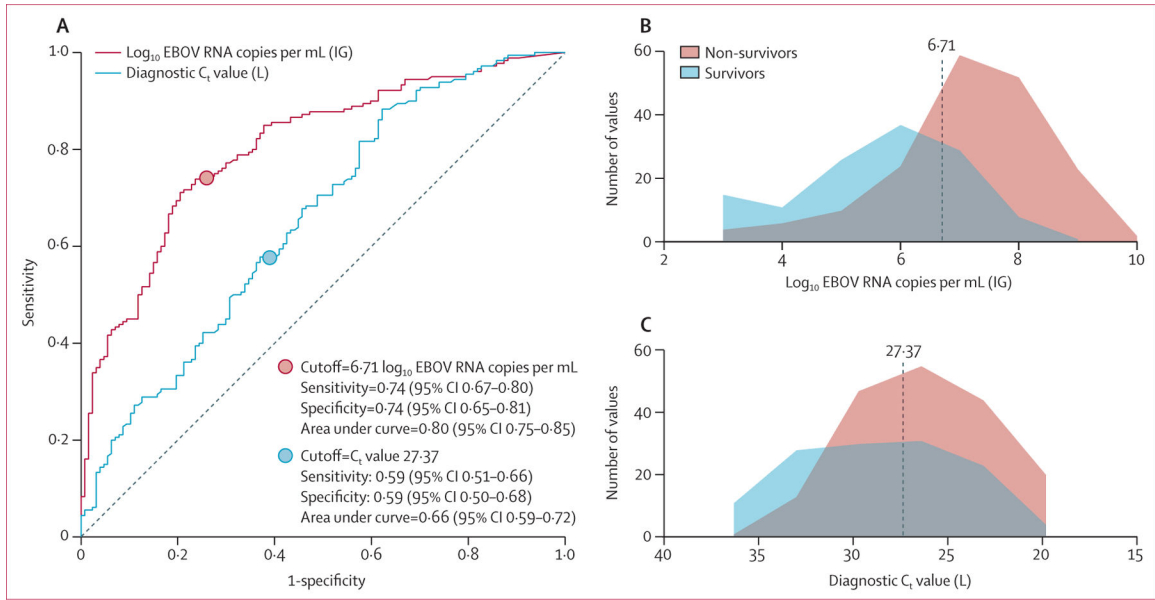 A
Log₁₀ EBOV RNA copies per mL (IG)
Diagnostic Cₜ value (L)
1·0
0·8
0·6
0·4
0·2
0
Sensitivity
0
0·2
0·4
0·6
0·8
1·0
1-specificity
Cutoff=6·71 log₁₀ EBOV RNA copies per mL
Sensitivity=0·74 (95% CI 0·67–0·80)
Specificity=0·74 (95% CI 0·65–0·81)
Area under curve=0·80 (95% CI 0·75–0·85)
Cutoff=Cₜ value 27·37
Sensitivity: 0·59 (95% CI 0·51–0·66)
Specificity: 0·59 (95% CI 0·50–0·68)
Area under curve=0·66 (95% CI 0·59–0·72)
B
6·71
Non-survivors
Survivors
60
40
20
0
Number of values
2
4
6
8
10
Log₁₀ EBOV RNA copies per mL (IG)
C
27·37
60
40
20
0
Number of values
40
35
30
25
20
15
Diagnostic Cₜ value (L)